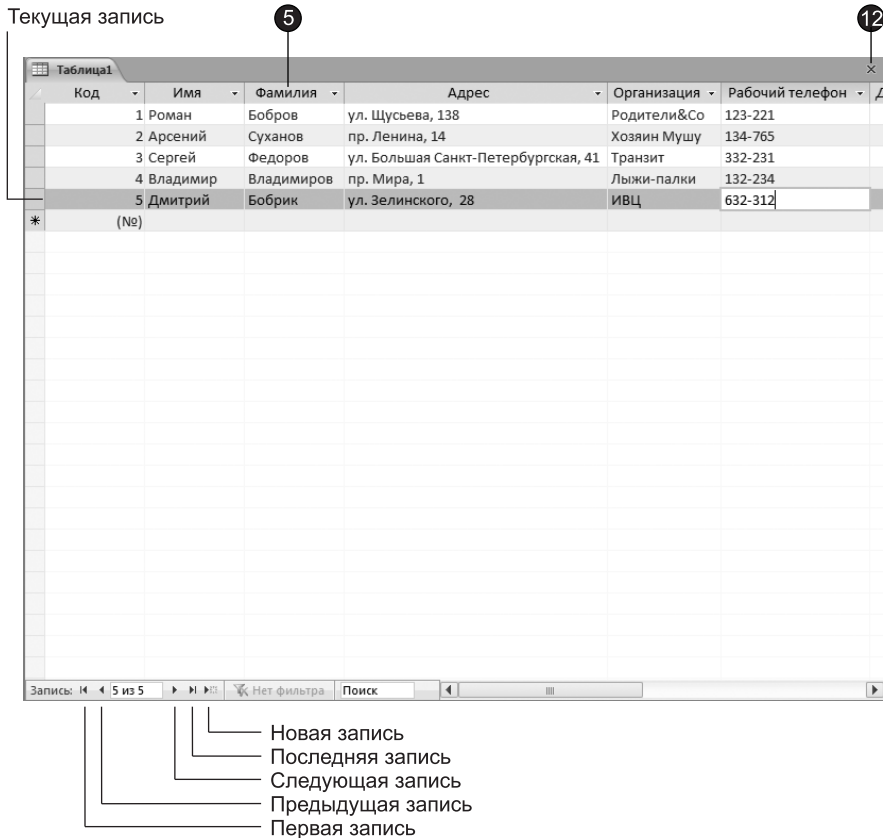 Текущая запись 5 12
Таблица1 ×
Код Имя Фамилия Адрес Организация Рабочий телефон Д
1 Роман Бобров ул. Щусьева, 138 Родители&Co 123-221
2 Арсений Суханов пр. Ленина, 14 Хозяин Мушу 134-765
3 Сергей Федоров ул. Большая Санкт-Петербургская, 41 Транзит 332-231
4 Владимир Владимиров пр. Мира, 1 Лыжи-палки 132-234
5 Дмитрий Бобрик ул. Зелинского, 28 ИВЦ 632-312
* (№)
Запись: 5 из 5 Нет фильтра Поиск
Новая запись
Последняя запись
Следующая запись
Предыдущая запись
Первая запись